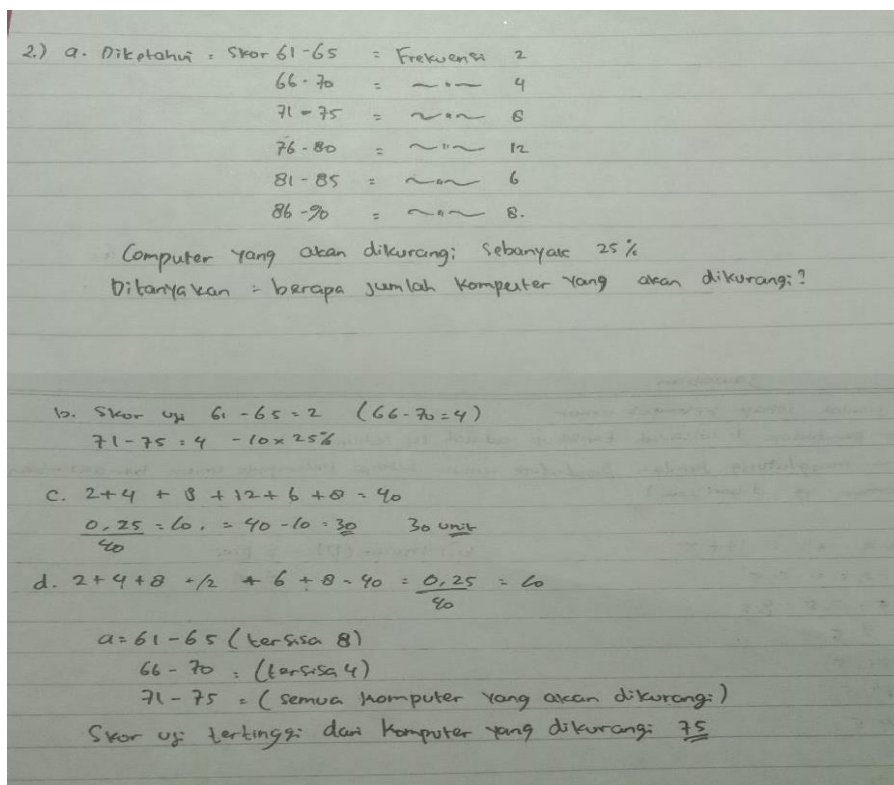 2.) a. Diketahui : Skor 61-65 = Frekuensi 2
66-70 = ~"~ 4
71-75 = ~"~ 8
76-80 = ~"~ 12
81-85 = ~"~ 6
86-90 = ~"~ 8.
Computer yang akan dikurangi sebanyak 25%
Ditanyakan = berapa jumlah komputer yang akan dikurangi?
b. Skor uji 61-65 = 2 (66-70 = 4)
71-75 = 4 - 10 x 25%
c. 2+4 + 8 + 12 + 6 + 8 = 40
0,25 = 10. = 40 - 10 = 30 30 unit
40
d. 2+4+8 +12 + 6 + 8 = 40 = 0,25 = 10
40
a = 61-65 (tersisa 8)
66-70 = (tersisa 4)
71-75 = (semua komputer yang akan dikurangi)
Skor uji tertinggi dari komputer yang dikurangi 75